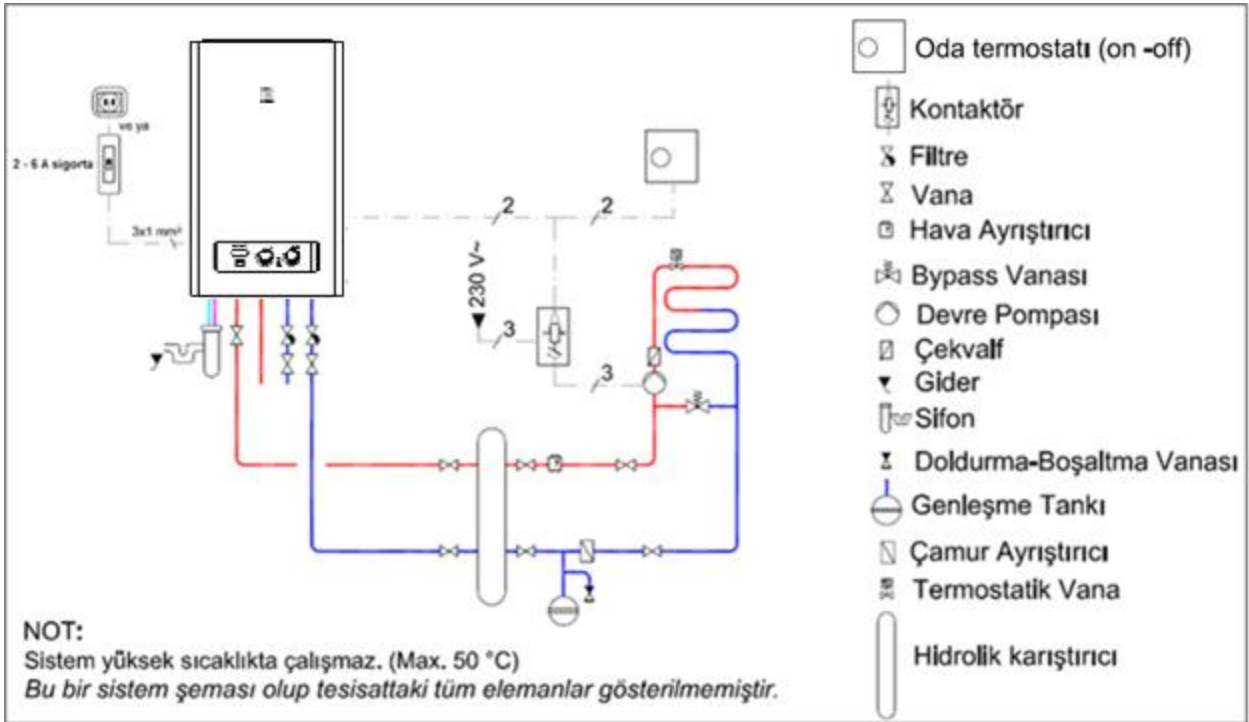 ve ya
2 - 6 A sigorta
3x1 mm²
2
2
230 V~
3
3
Oda termostatı (on -off)
Kontaktör
Filtre
Vana
Hava Ayrıştırıcı
Bypass Vanası
Devre Pompası
Çekvalf
Gider
Sifon
Doldurma-Boşaltma Vanası
Genleşme Tankı
Çamur Ayrıştırıcı
Termostatik Vana
Hidrolik karıştırıcı
NOT:
Sistem yüksek sıcaklıkta çalışmaz. (Max. 50 °C)
Bu bir sistem şeması olup tesisattaki tüm elemanlar gösterilmemiştir.